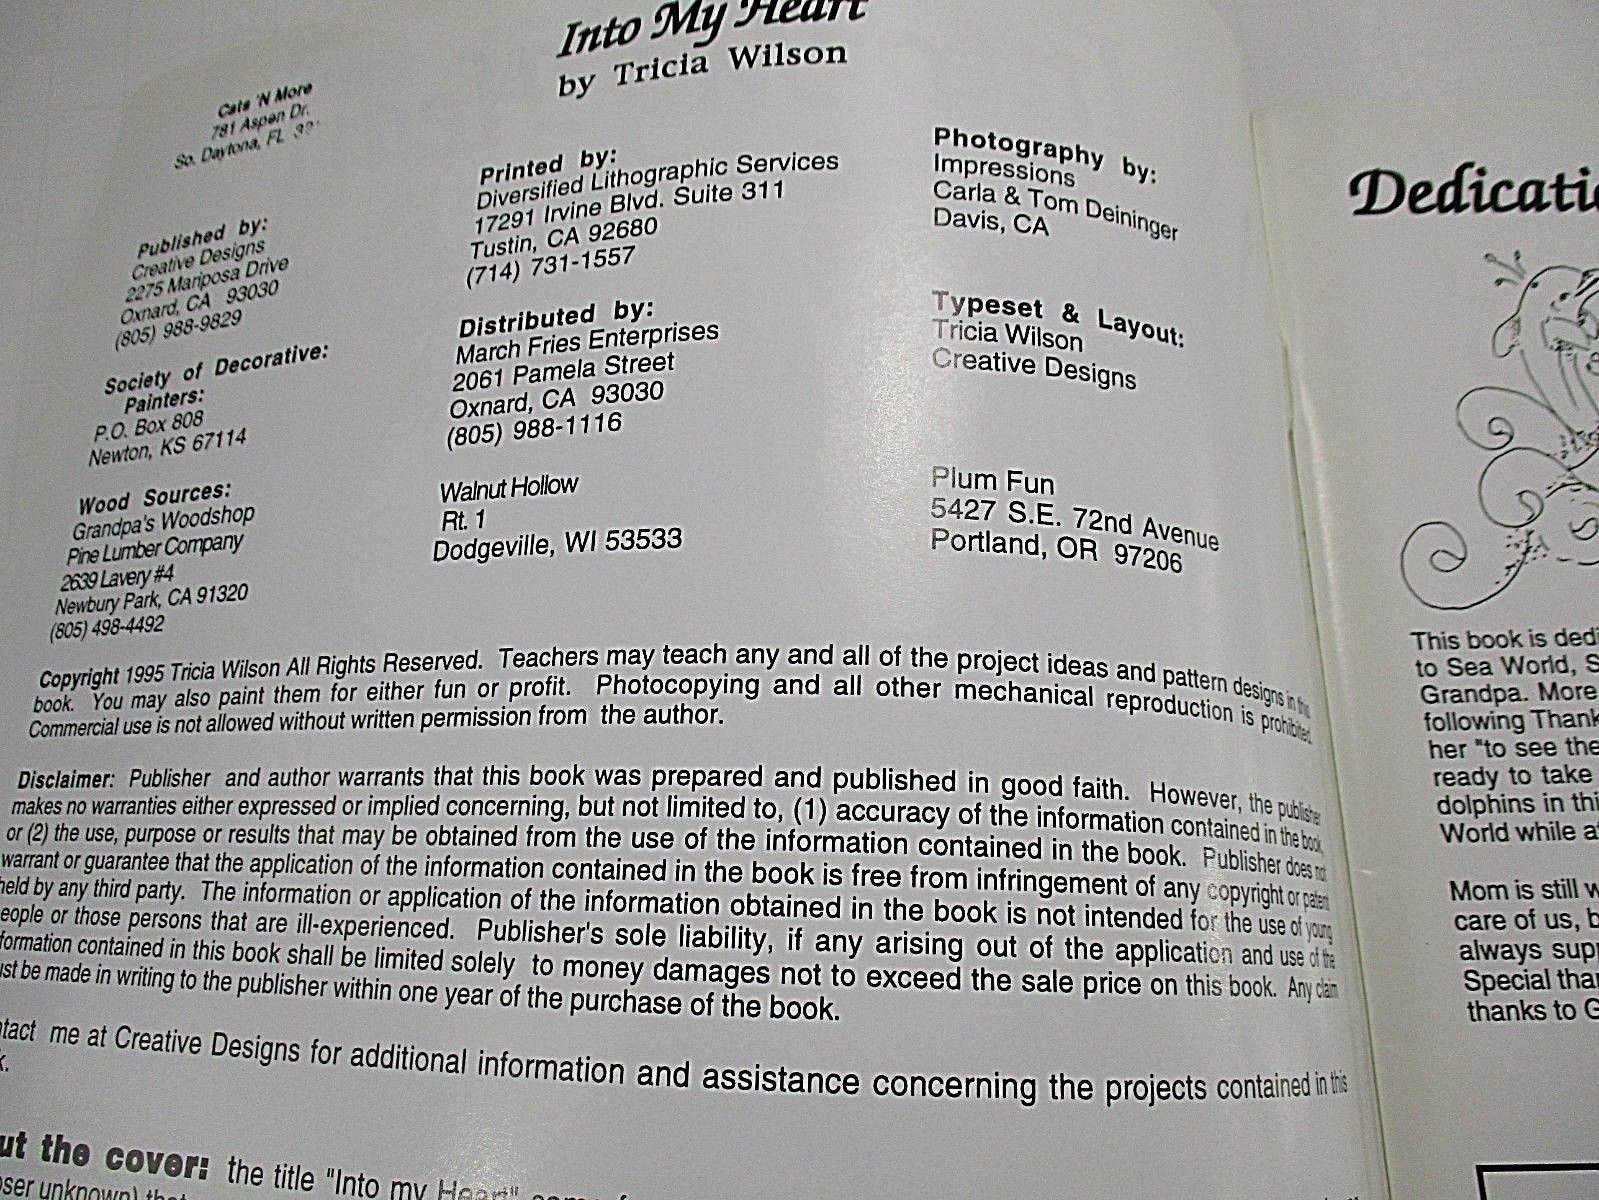 Into My Heart
by Tricia Wilson
Cats 'N More
781 Aspen Dr.
So. Daytona, FL
Published by:
Creative Designs
2275 Mariposa Drive
Oxnard, CA 93030
(805) 988-9829
Society of Decorative:
Painters:
P.O. Box 808
Newton, KS 67114
Wood Sources:
Grandpa's Woodshop
Pine Lumber Company
2639 Lavery #4
Newbury Park, CA 91320
(805) 498-4492
Printed by:
Diversified Lithographic Services
17291 Irvine Blvd. Suite 311
Tustin, CA 92680
(714) 731-1557
Distributed by:
March Fries Enterprises
2061 Pamela Street
Oxnard, CA 93030
(805) 988-1116
Walnut Hollow
Rt. 1
Dodgeville, WI 53533
Photography by:
Impressions
Carla & Tom Deininger
Davis, CA
Typeset & Layout:
Tricia Wilson
Creative Designs
Plum Fun
5427 S.E. 72nd Avenue
Portland, OR 97206
Copyright 1995 Tricia Wilson All Rights Reserved. Teachers may teach any and all of the project ideas and pattern designs in this
book. You may also paint them for either fun or profit. Photocopying and all other mechanical reproduction is prohibited.
Commercial use is not allowed without written permission from the author.
Disclaimer: Publisher and author warrants that this book was prepared and published in good faith. However, the publisher
makes no warranties either expressed or implied concerning, but not limited to, (1) accuracy of the information contained in the book,
or (2) the use, purpose or results that may be obtained from the use of the information contained in the book. Publisher does not
warrant or guarantee that the application of the information contained in the book is free from infringement of any copyright or patent
held by any third party. The information or application of the information obtained in the book is not intended for the use of young
eople or those persons that are ill-experienced. Publisher's sole liability, if any arising out of the application and use of the
formation contained in this book shall be limited solely to money damages not to exceed the sale price on this book. Any claim
ust be made in writing to the publisher within one year of the purchase of the book.
ntact me at Creative Designs for additional information and assistance concerning the projects contained in this
k.
ut the cover: the title "Into my Heart"
oser unknown)
Dedicati
This book is dedi
to Sea World, S
Grandpa. More
following Thank
her "to see the
ready to take
dolphins in thi
World while a
Mom is still w
care of us, b
always supp
Special tha
thanks to G